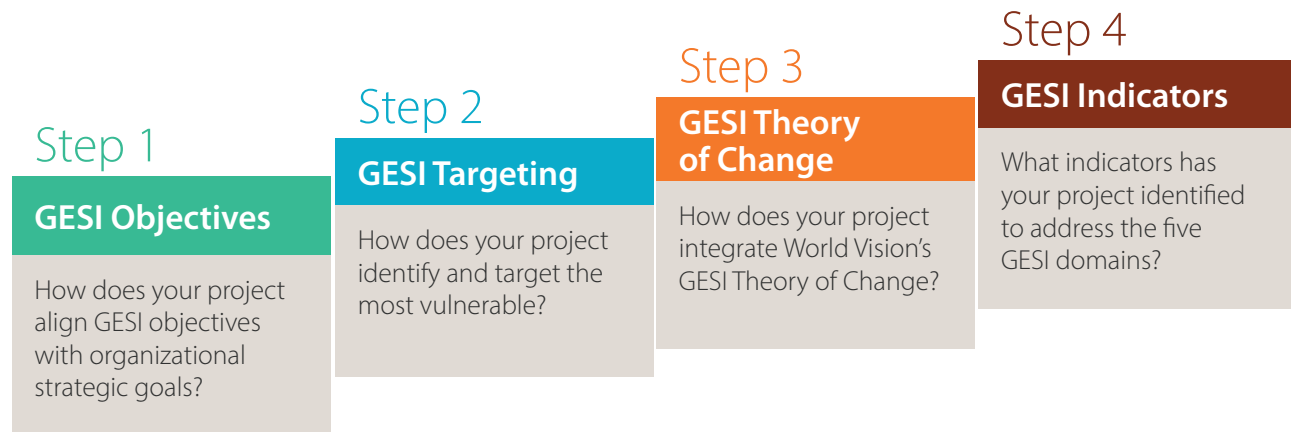 Step 1
GESI Objectives
How does your project
align GESI objectives
with organizational
strategic goals?
Step 2
GESI Targeting
How does your project
identify and target the
most vulnerable?
Step 3
GESI Theory
of Change
How does your project
integrate World Vision’s
GESI Theory of Change?
Step 4
GESI Indicators
What indicators has
your project identified
to address the five
GESI domains?